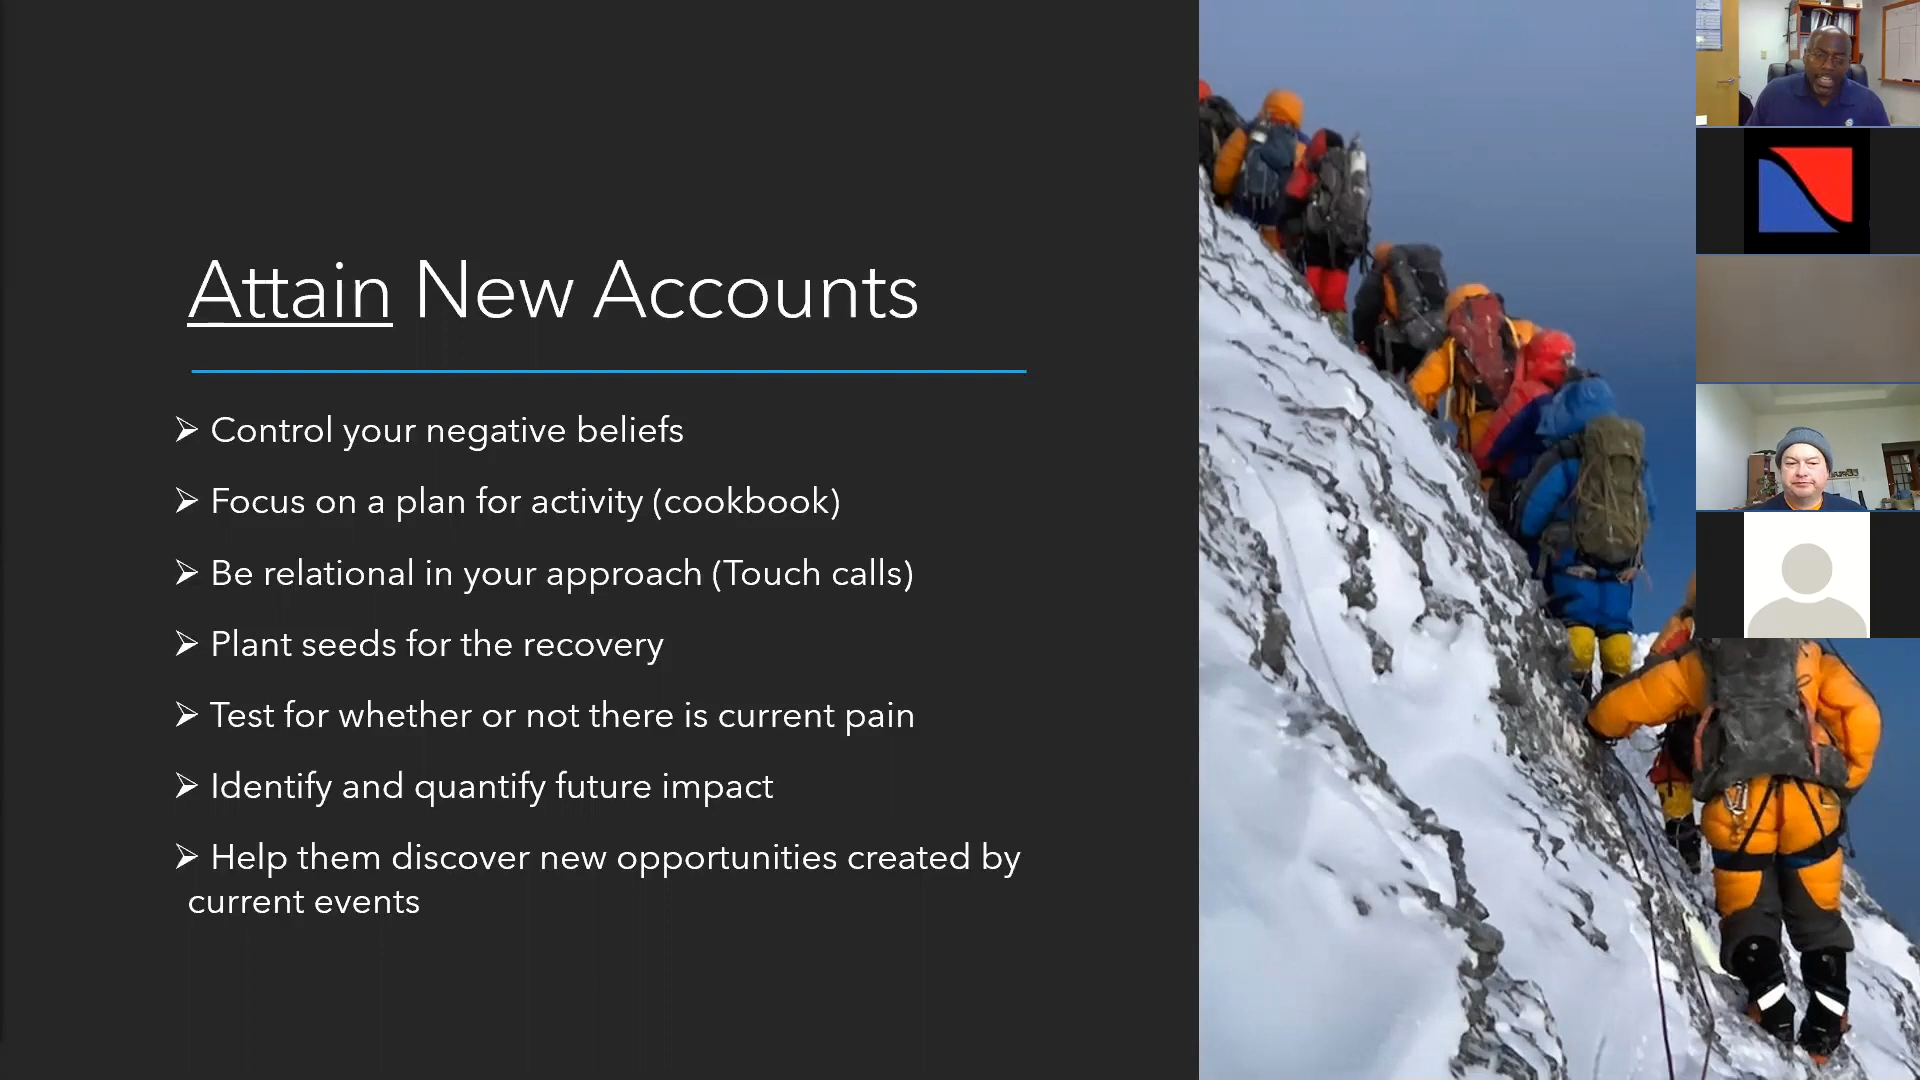 Attain New Accounts
➢ Control your negative beliefs
➢ Focus on a plan for activity (cookbook)
➢ Be relational in your approach (Touch calls)
➢ Plant seeds for the recovery
➢ Test for whether or not there is current pain
➢ Identify and quantify future impact
➢ Help them discover new opportunities created by
current events